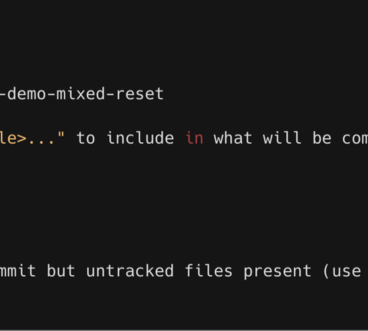 -demo-mixed-reset
le>..." to include in what will be com
mmit but untracked files present (use